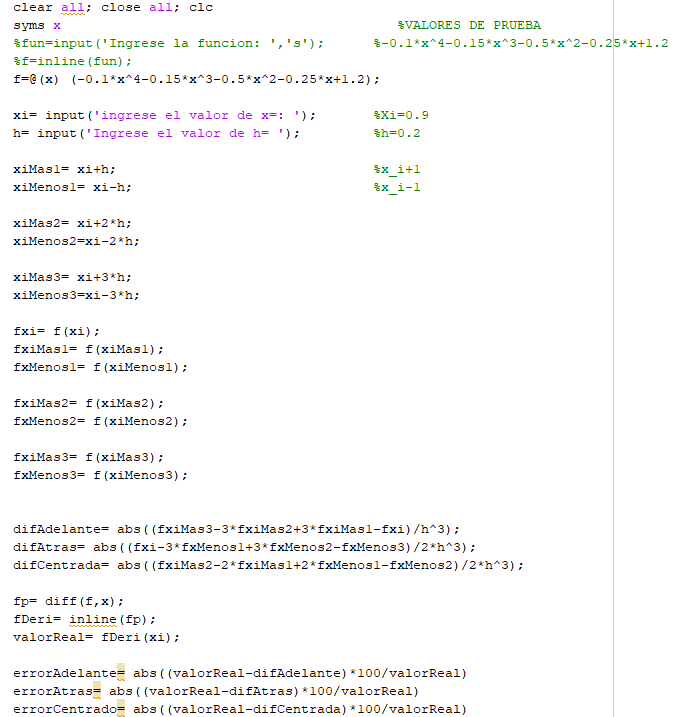 clear all; close all; clc
syms x %VALORES DE PRUEBA
%fun=input('Ingrese la funcion: ','s'); %-0.1*x^4-0.15*x^3-0.5*x^2-0.25*x+1.2
%f=inline(fun);
f=@(x) (-0.1*x^4-0.15*x^3-0.5*x^2-0.25*x+1.2);
xi= input('ingrese el valor de x=: '); %Xi=0.9
h= input('Ingrese el valor de h= '); %h=0.2
xiMas1= xi+h; %x_i+1
xiMenos1= xi-h; %x_i-1
xiMas2= xi+2*h;
xiMenos2=xi-2*h;
xiMas3= xi+3*h;
xiMenos3=xi-3*h;
fxi= f(xi);
fxiMas1= f(xiMas1);
fxMenos1= f(xiMenos1);
fxiMas2= f(xiMas2);
fxMenos2= f(xiMenos2);
fxiMas3= f(xiMas3);
fxMenos3= f(xiMenos3);
difAdelante= abs((fxiMas3-3*fxiMas2+3*fxiMas1-fxi)/h^3);
difAtras= abs((fxi-3*fxMenos1+3*fxMenos2-fxMenos3)/2*h^3);
difCentrada= abs((fxiMas2-2*fxiMas1+2*fxMenos1-fxMenos2)/2*h^3);
fp= diff(f,x);
fDeri= inline(fp);
valorReal= fDeri(xi);
errorAdelante= abs((valorReal-difAdelante)*100/valorReal)
errorAtras= abs((valorReal-difAtras)*100/valorReal)
errorCentrado= abs((valorReal-difCentrada)*100/valorReal)